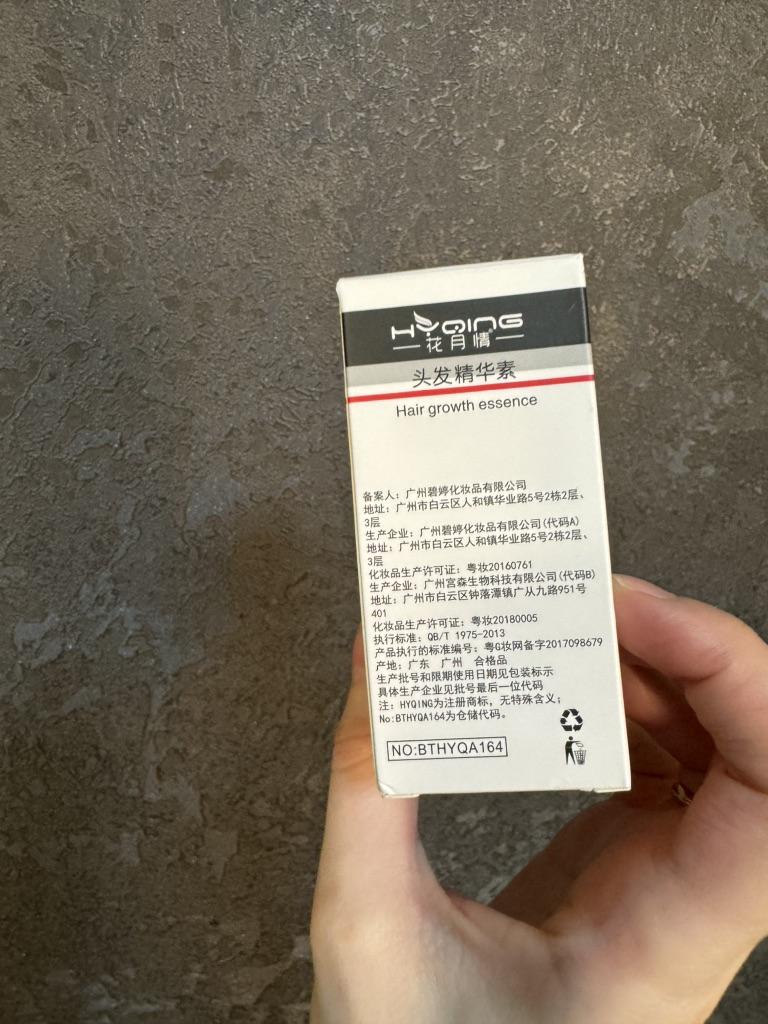 HYQING
花月情®
头发精华素
Hair growth essence
备案人：广州碧婷化妆品有限公司
地址：广州市白云区人和镇华业路5号2栋2层、
3层
生产企业：广州碧婷化妆品有限公司(代码A)
地址：广州市白云区人和镇华业路5号2栋2层、
3层
化妆品生产许可证：粤妆20160761
生产企业：广州宫森生物科技有限公司(代码B)
地址：广州市白云区钟落潭镇广从九路951号
401
化妆品生产许可证：粤妆20180005
执行标准：QB/T 1975-2013
产品执行的标准编号：粤G妆网备字2017098679
产地：广东 广州 合格品
生产批号和限期使用日期见包装标示
具体生产企业见批号最后一位代码
注：HYQING为注册商标，无特殊含义；
No:BTHYQA164为仓储代码。
NO:BTHYQA164